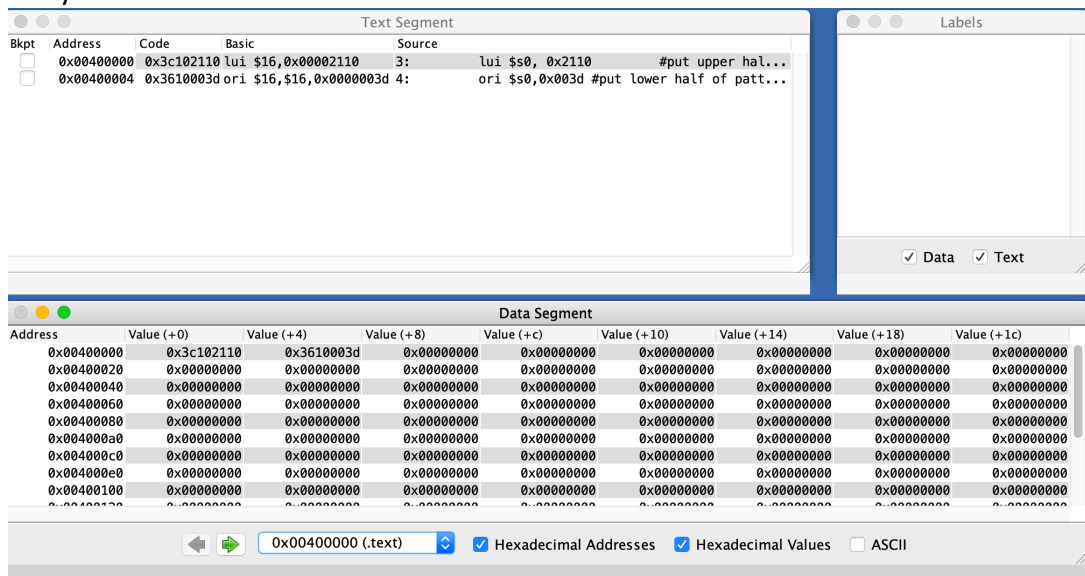 Text Segment
Bkpt Address Code Basic Source
0x00400000 0x3c102110 lui $16,0x00002110 3: lui $s0, 0x2110 #put upper hal...
0x00400004 0x3610003d ori $16,$16,0x0000003d 4: ori $s0,0x003d #put lower half of patt...
Labels
Data Text
Data Segment
Address Value (+0) Value (+4) Value (+8) Value (+c) Value (+10) Value (+14) Value (+18) Value (+1c)
0x00400000 0x3c102110 0x3610003d 0x00000000 0x00000000 0x00000000 0x00000000 0x00000000 0x00000000
0x00400020 0x00000000 0x00000000 0x00000000 0x00000000 0x00000000 0x00000000 0x00000000 0x00000000
0x00400040 0x00000000 0x00000000 0x00000000 0x00000000 0x00000000 0x00000000 0x00000000 0x00000000
0x00400060 0x00000000 0x00000000 0x00000000 0x00000000 0x00000000 0x00000000 0x00000000 0x00000000
0x00400080 0x00000000 0x00000000 0x00000000 0x00000000 0x00000000 0x00000000 0x00000000 0x00000000
0x004000a0 0x00000000 0x00000000 0x00000000 0x00000000 0x00000000 0x00000000 0x00000000 0x00000000
0x004000c0 0x00000000 0x00000000 0x00000000 0x00000000 0x00000000 0x00000000 0x00000000 0x00000000
0x004000e0 0x00000000 0x00000000 0x00000000 0x00000000 0x00000000 0x00000000 0x00000000 0x00000000
0x00400100 0x00000000 0x00000000 0x00000000 0x00000000 0x00000000 0x00000000 0x00000000 0x00000000
0x00400000 (.text) Hexadecimal Addresses Hexadecimal Values ASCII